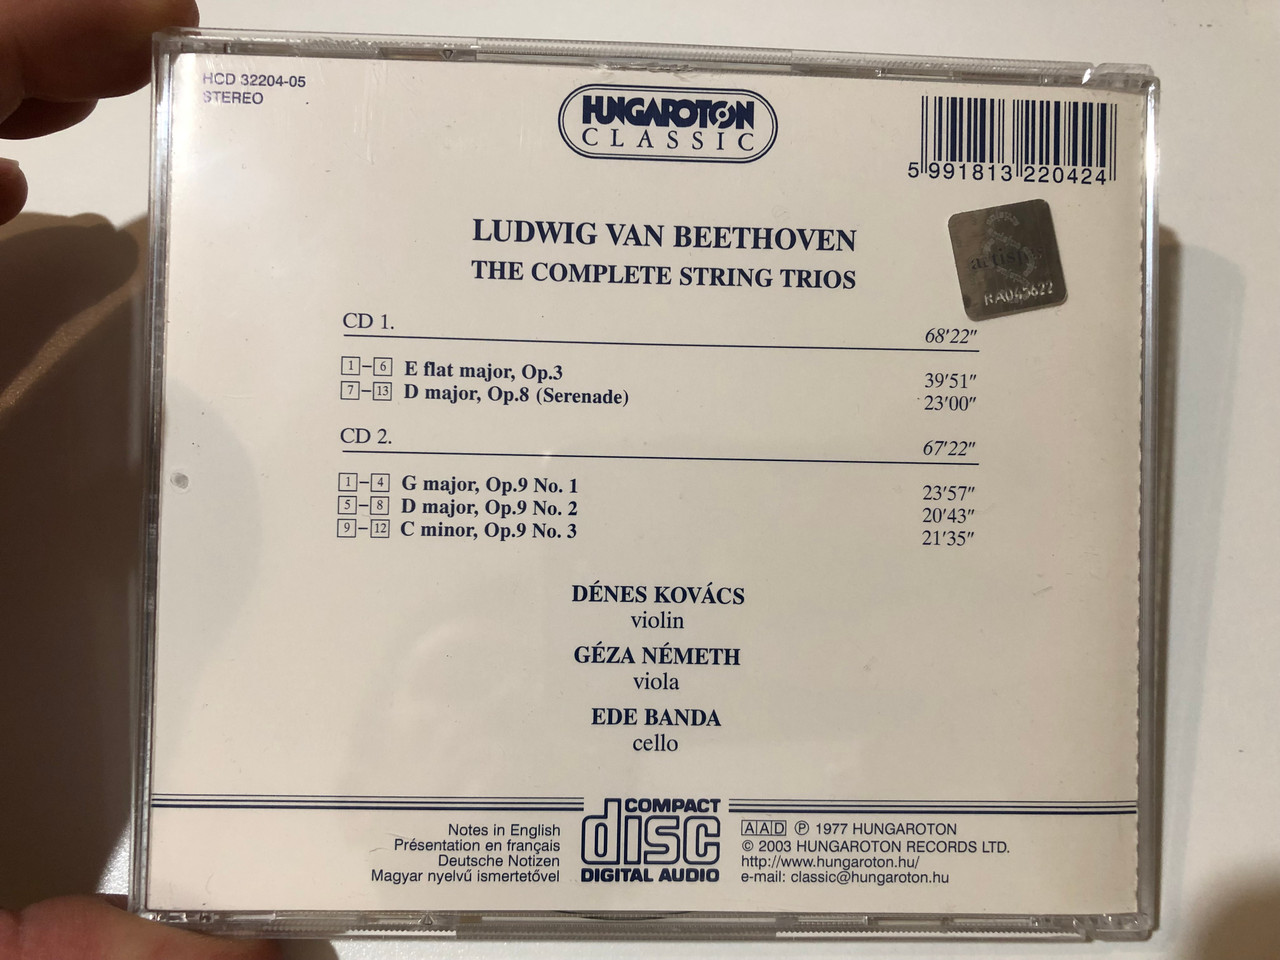 HCD 32204-05
STEREO
HUNGAROTON
CLASSIC
5 991813 220424
LUDWIG VAN BEETHOVEN
THE COMPLETE STRING TRIOS
artis
RA045622
CD 1. 68'22"
1–6 E flat major, Op.3 39'51"
7–13 D major, Op.8 (Serenade) 23'00"
CD 2. 67'22"
1–4 G major, Op.9 No. 1 23'57"
5–8 D major, Op.9 No. 2 20'43"
9–12 C minor, Op.9 No. 3 21'35"
DÉNES KOVÁCS
violin
GÉZA NÉMETH
viola
EDE BANDA
cello
Notes in English
Présentation en français
Deutsche Notizen
Magyar nyelvű ismertetővel
COMPACT
disc
DIGITAL AUDIO
AAD ℗ 1977 HUNGAROTON
© 2003 HUNGAROTON RECORDS LTD.
http://www.hungaroton.hu/
e-mail: classic@hungaroton.hu